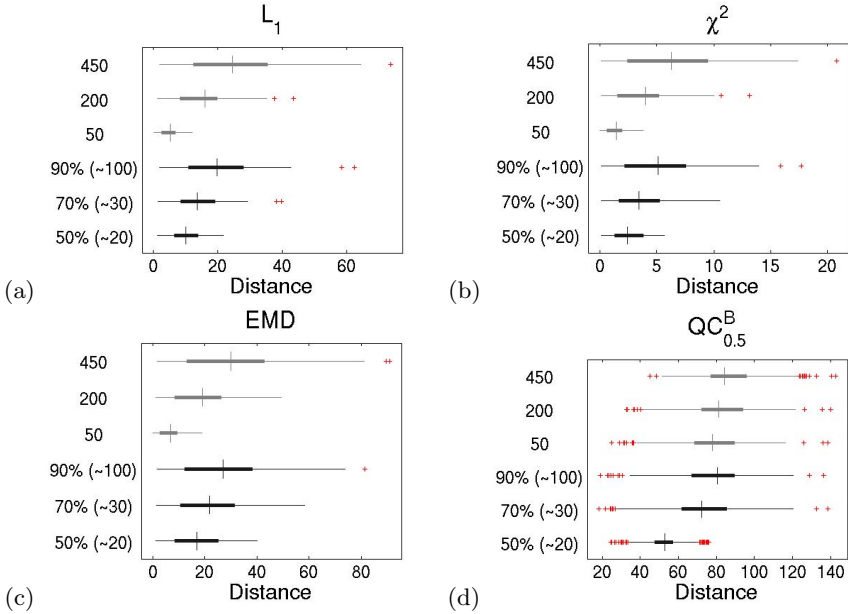 L₁
450
200
50
90% (~100)
70% (~30)
50% (~20)
0 20 40 60
Distance
(a)
χ²
450
200
50
90% (~100)
70% (~30)
50% (~20)
0 5 10 15 20
Distance
(b)
EMD
450
200
50
90% (~100)
70% (~30)
50% (~20)
0 20 40 60 80
Distance
(c)
QC^B_0.5
450
200
50
90% (~100)
70% (~30)
50% (~20)
20 40 60 80 100 120 140
Distance
(d)